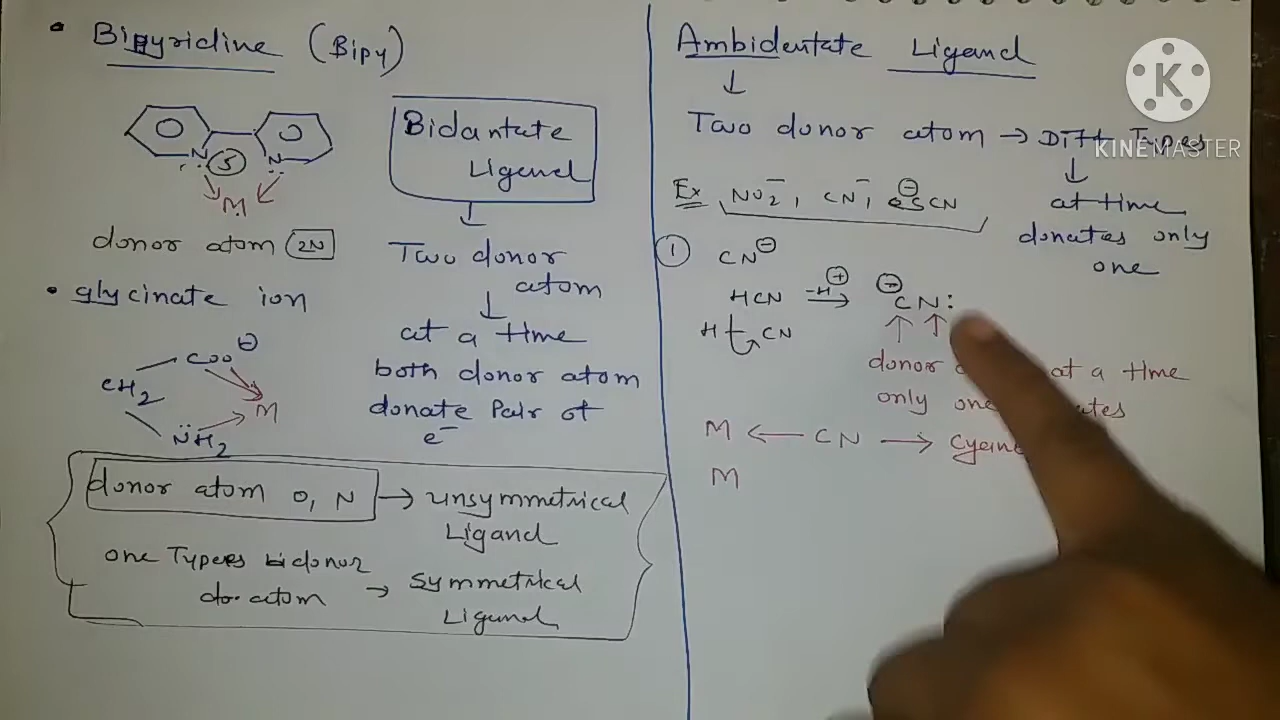 Bipyridine (Bipy)
N 5 N
M
donor atom 2N
Bidantate
Ligand
Two donor
atom
at a time
both donor atom
donate Pair of
e⁻
glycinate ion
COO⊖
CH2
M
NH2
donor atom O, N → unsymmetrical
Ligand
one Types donor
atom → symmetrical
Ligand
Ambidentate Ligand
Two donor atom → Diff Types
at time
donates only
one
Ex NO2⁻, CN⁻, ⊖SCN
① CN⊖
HCN -H⊕ → ⊖CN:
H CN
donor at a time
only one
M ← CN →
M
K
KINEMASTER